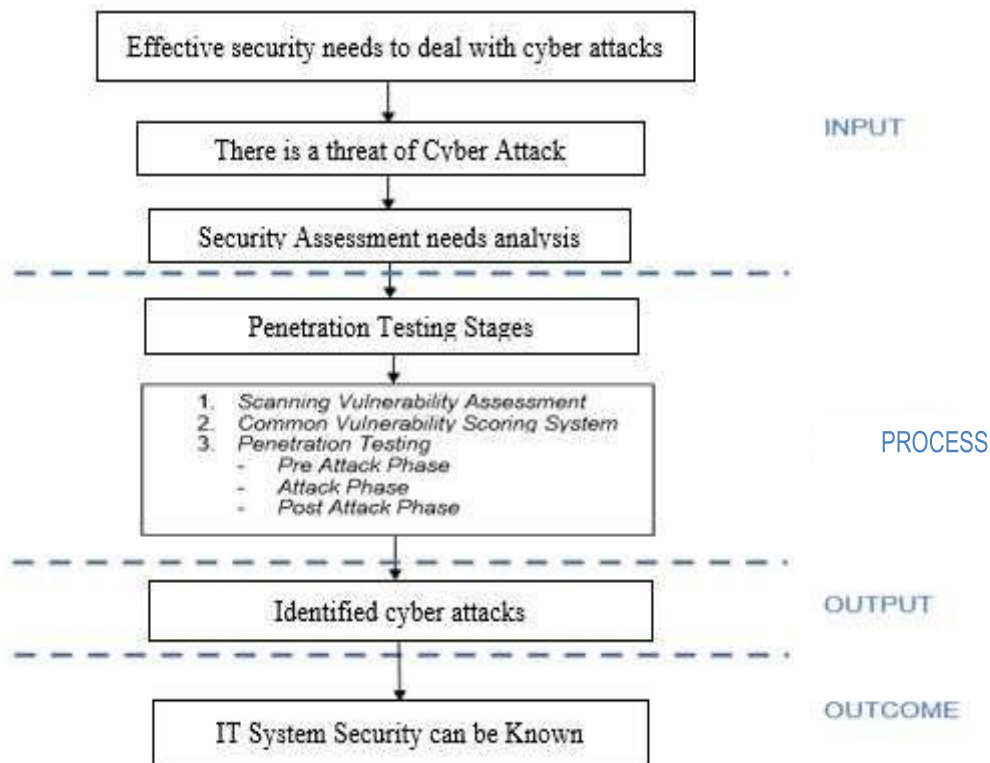 Effective security needs to deal with cyber attacks
INPUT
There is a threat of Cyber Attack
Security Assessment needs analysis
Penetration Testing Stages
1. Scanning Vulnerability Assessment
2. Common Vulnerability Scoring System
3. Penetration Testing
- Pre Attack Phase
- Attack Phase
- Post Attack Phase
PROCESS
Identified cyber attacks
OUTPUT
IT System Security can be Known
OUTCOME